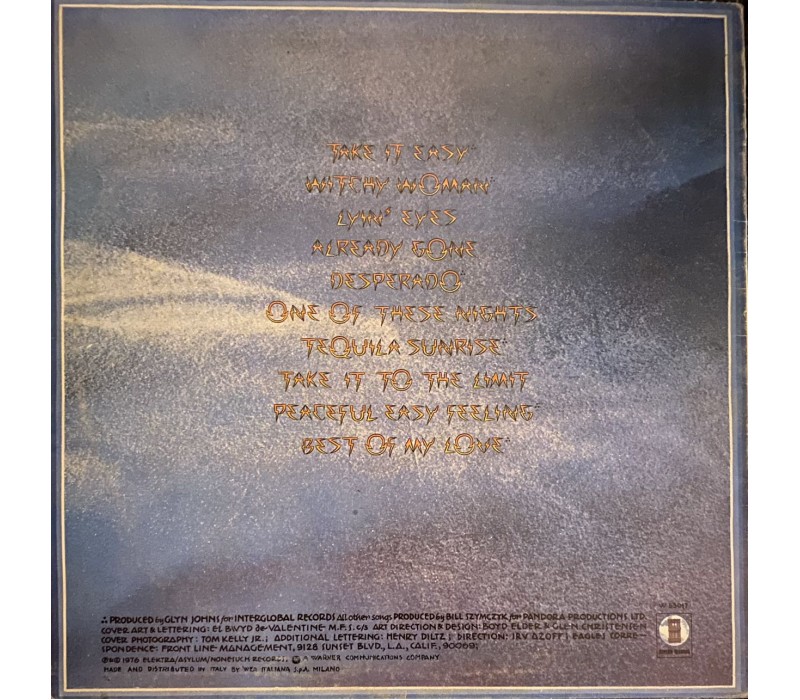 TAKE IT EASY∴
WITCHY WOMAN∴
LYIN' EYES
ALREADY GONE
DESPERADO∴
ONE OF THESE NIGHTS
TEQUILA SUNRISE∴
TAKE IT TO THE LIMIT
PEACEFUL EASY FEELING∴
BEST OF MY LOVE∴
W 53017
∴ PRODUCED by GLYN JOHNS/for INTERGLOBAL RECORDS All other songs PRODUCED by BILL SZYMCZYK/for PANDORA PRODUCTIONS LTD
COVER ART & LETTERING: EL BWYD de-VALENTINE- M.F.S. c/s ART DIRECTION & DESIGN: BOYD ELDER & GLEN CHRISTENSEN
COVER PHOTOGRAPHY: TOM KELLY JR.; ADDITIONAL LETTERING: HENRY DILTZ; DIRECTION: IRV AZOFF; EAGLES CORRE-
SPONDENCE: FRONT LINE MANAGEMENT, 9128 SUNSET BLVD., L.A., CALIF., 90069;
©℗ 1976 ELEKTRA/ASYLUM/NONESUCH RECORDS, A WARNER COMMUNICATIONS COMPANY
MADE AND DISTRIBUTED IN ITALY BY WEA ITALIANA S.p.A. MILANO